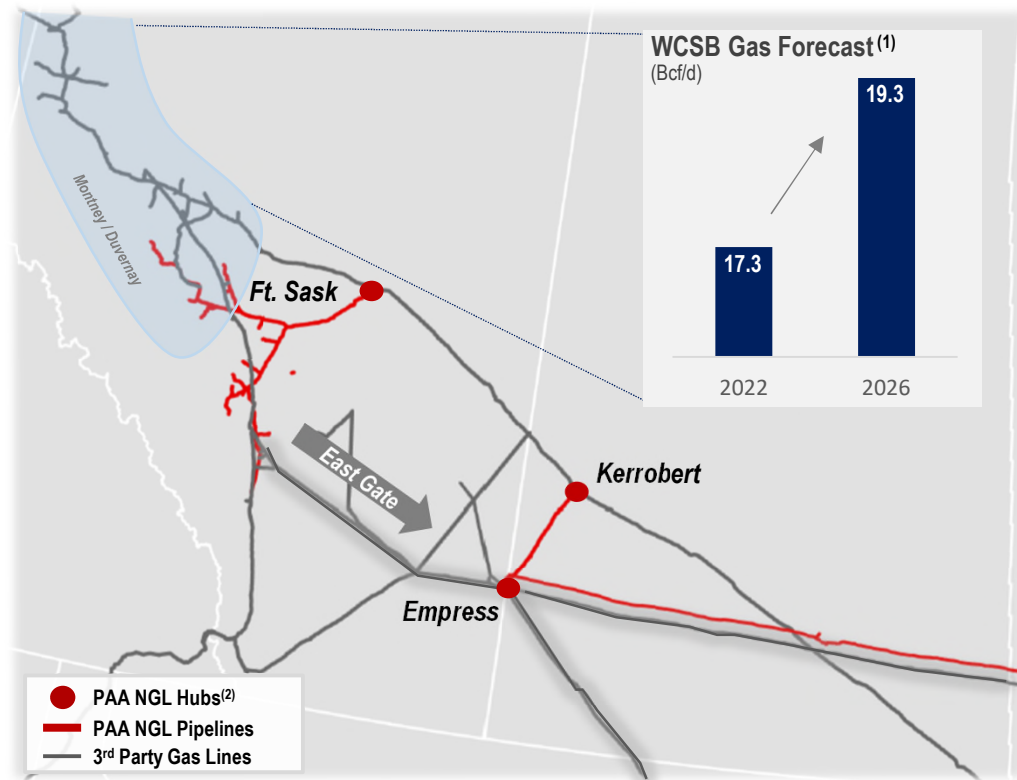 WCSB Gas Forecast (1)
(Bcf/d)
19.3
17.3
2022
2026
Montney / Duvernay
Ft. Sask
East Gate
Kerrobert
Empress
PAA NGL Hubs(2)
PAA NGL Pipelines
3rd Party Gas Lines